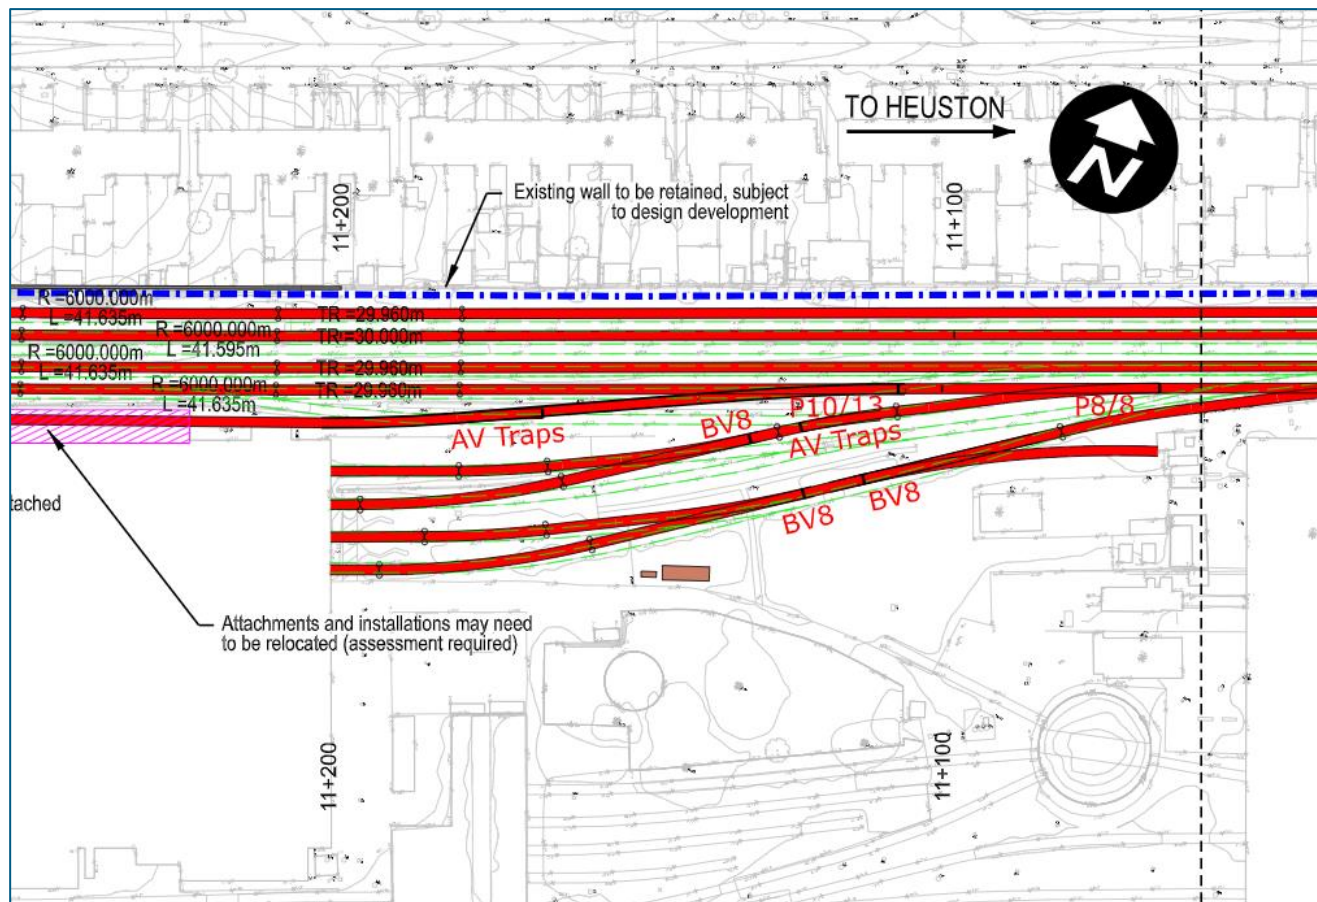 TO HEUSTON
N
11+200
11+100
Existing wall to be retained, subject
to design development
R =6000.000m
L =41.635m
TR =29.960m
R =6000.000m
L =41.595m
TR =30.000m
R =6000.000m
L =41.635m
TR =29.960m
R =6000.000m
L =41.635m
TR =29.960m
AV Traps
BV8
P10/13
AV Traps
P8/8
BV8
BV8
tached
Attachments and installations may need
to be relocated (assessment required)
11+200
11+100